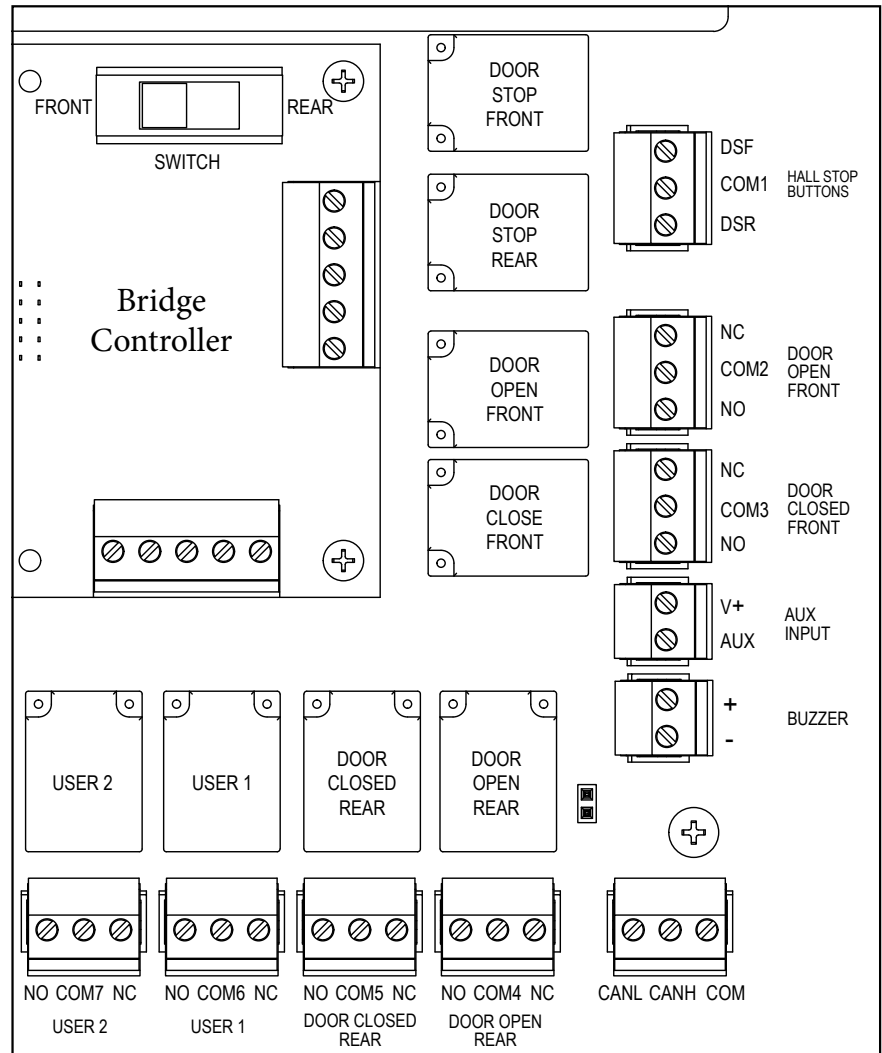 FRONT
REAR
SWITCH
Bridge
Controller
DOOR
STOP
FRONT
DOOR
STOP
REAR
DOOR
OPEN
FRONT
DOOR
CLOSE
FRONT
DSF
COM1
DSR
HALL STOP
BUTTONS
NC
COM2
NO
DOOR
OPEN
FRONT
NC
COM3
NO
DOOR
CLOSED
FRONT
V+
AUX
AUX
INPUT
+
-
BUZZER
USER 2
USER 1
DOOR
CLOSED
REAR
DOOR
OPEN
REAR
NO COM7 NC
USER 2
NO COM6 NC
USER 1
NO COM5 NC
DOOR CLOSED
REAR
NO COM4 NC
DOOR OPEN
REAR
CANL CANH COM